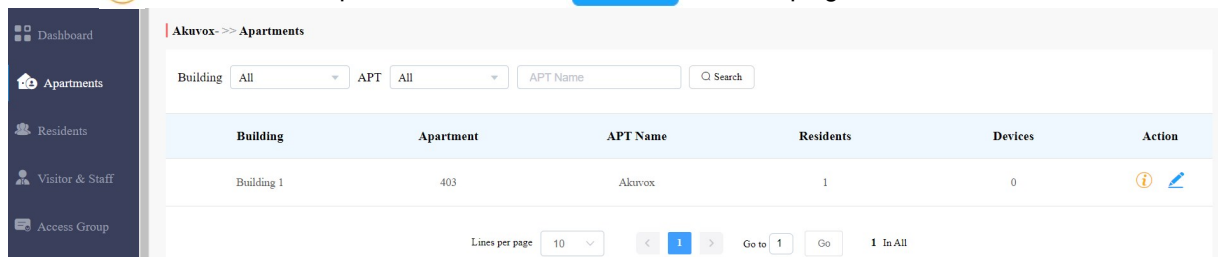 Dashboard
Akuvox- >> Apartments
Apartments
Building All APT All APT Name Search
Residents
Building Apartment APT Name Residents Devices Action
Visitor & Staff
Building 1 403 Akuvox 1 0
Access Group
Lines per page 10 < 1 > Go to 1 Go 1 In All